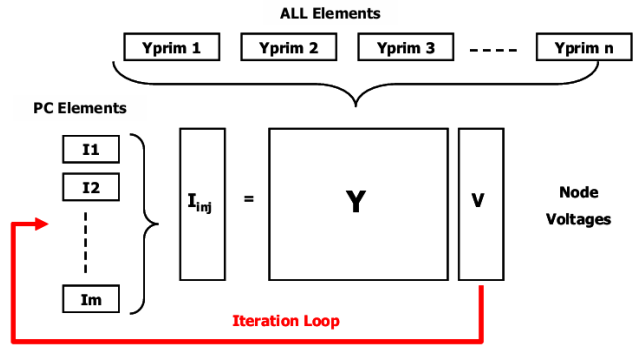 ALL Elements
Yprim 1 Yprim 2 Yprim 3 Yprim n
PC Elements
I1
I2
Im
Iinj = Y V
Node
Voltages
Iteration Loop